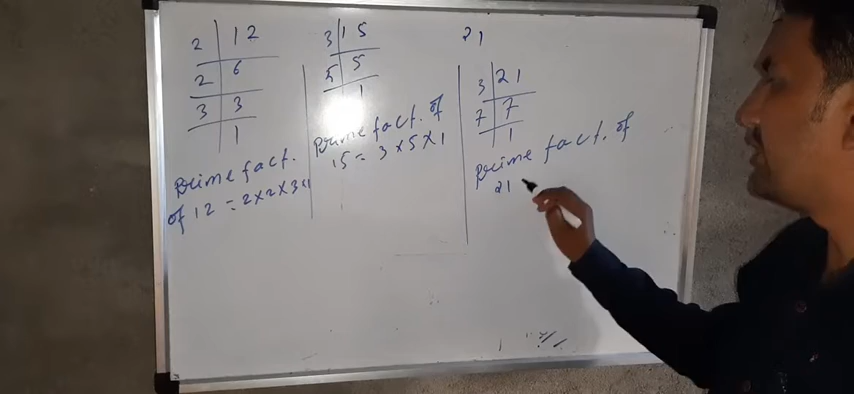 2 | 12
2 | 6
3 | 3
1
Prime fact.
of 12 = 2×2×3×1
3 | 15
5 | 5
1
Prime fact. of
15 = 3×5×1
21
3 | 21
7 | 7
1
Prime fact. of
21